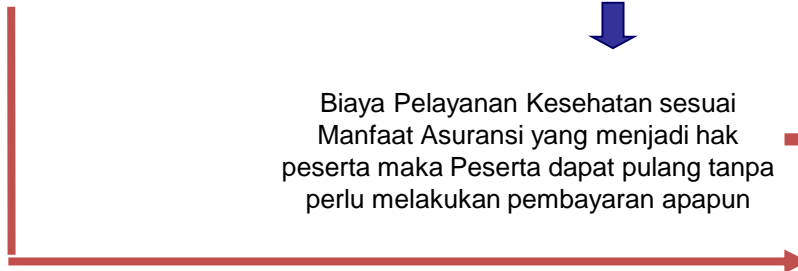 Biaya Pelayanan Kesehatan sesuai
Manfaat Asuransi yang menjadi hak
peserta maka Peserta dapat pulang tanpa
perlu melakukan pembayaran apapun